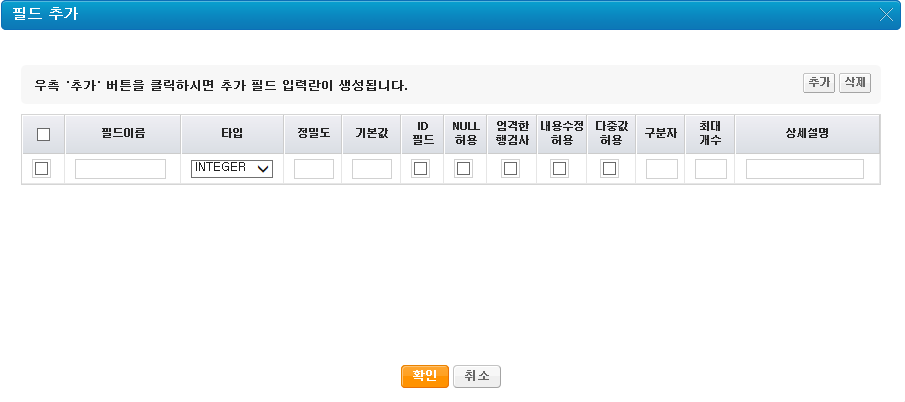 필드 추가
우측 '추가' 버튼을 클릭하시면 추가 필드 입력란이 생성됩니다.
추가 삭제
필드이름 타입 정밀도 기본값 ID 필드 NULL 허용 엄격한 행검사 내용수정 허용 다중값 허용 구분자 최대 개수 상세설명
INTEGER
확인 취소